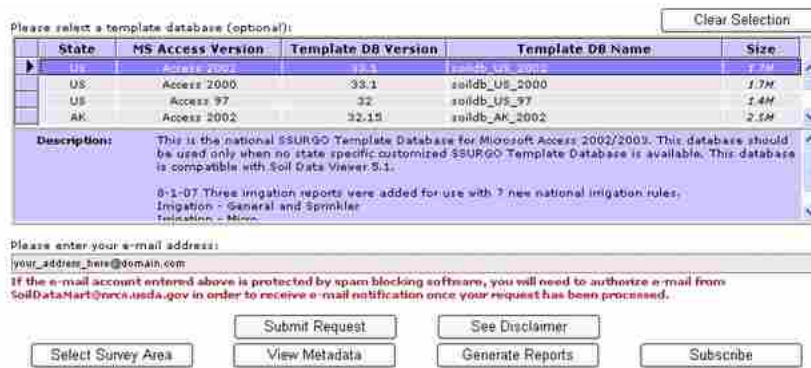 Please select a template database (optional):
Clear Selection
State MS Access Version Template DB Version Template DB Name Size
US Access 2002 33.1 soildb_US_2002 1.7M
US Access 2000 33.1 soildb_US_2000 1.7M
US Access 97 32 soildb_US_97 1.4M
AK Access 2002 32.15 soildb_AK_2002 2.5M
Description: This is the national SSURGO Template Database for Microsoft Access 2002/2003. This database should
be used only when no state specific customized SSURGO Template Database is available. This database
is compatible with Soil Data Viewer 5.1.
8-1-07 Three irrigation reports were added for use with 7 new national irrigation rules.
Irrigation - General and Sprinkler
Irrigation - Micro
Please enter your e-mail address:
your_address_here@domain.com
If the e-mail account entered above is protected by spam blocking software, you will need to authorize e-mail from
SoilDataMart@nrcs.usda.gov in order to receive e-mail notification once your request has been processed.
Submit Request See Disclaimer
Select Survey Area View Metadata Generate Reports Subscribe